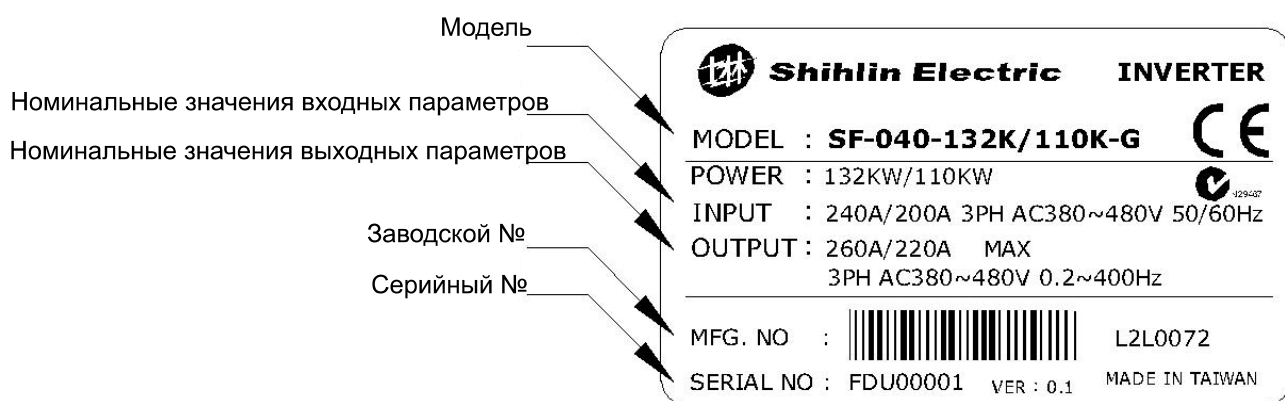 Модель
Номинальные значения входных параметров
Номинальные значения выходных параметров
Заводской №
Серийный №
Shihlin Electric INVERTER
MODEL : SF-040-132K/110K-G CE
POWER : 132KW/110KW
INPUT : 240A/200A 3PH AC380~480V 50/60Hz
OUTPUT : 260A/220A MAX
3PH AC380~480V 0.2~400Hz
MFG. NO : L2L0072
SERIAL NO : FDU00001 VER : 0.1 MADE IN TAIWAN